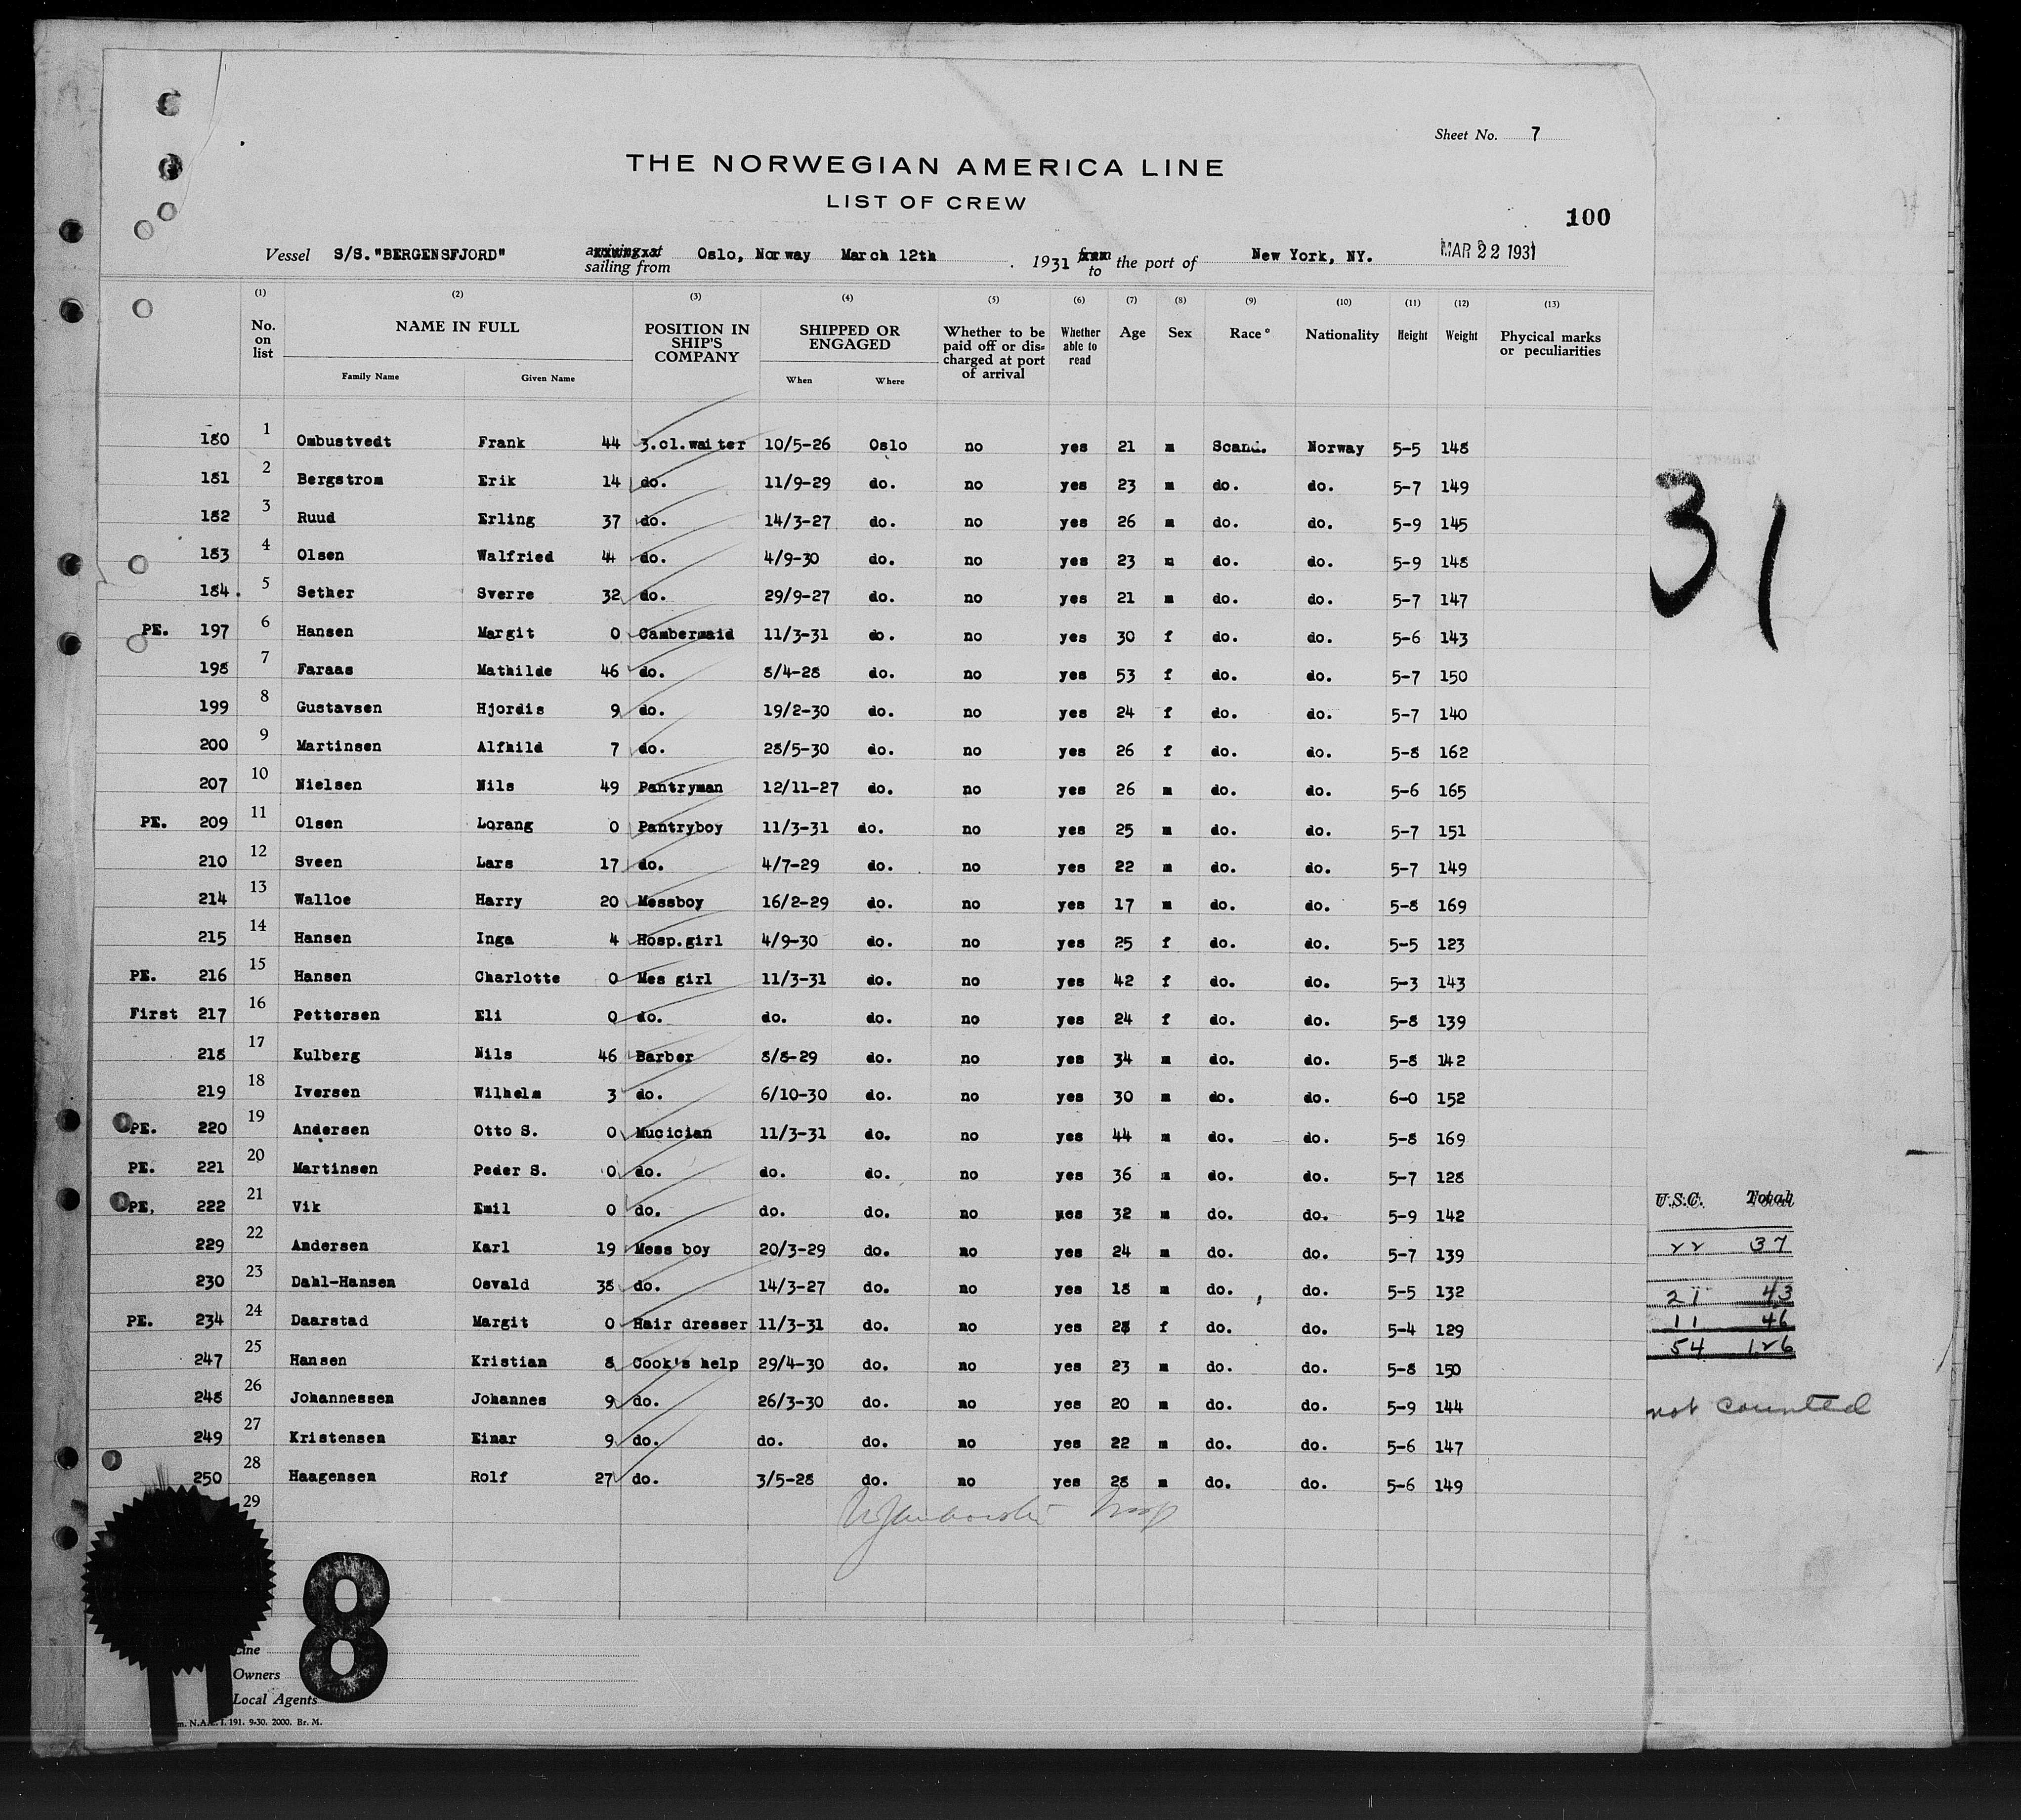 Sheet No. 7
THE NORWEGIAN AMERICA LINE
LIST OF CREW
100
Vessel S/S."BERGENSFJORD" arriving at sailing from Oslo, Norway March 12th. 1931 from to the port of New York, NY. MAR 22 1931
(1) (2) (3) (4) (5) (6) (7) (8) (9) (10) (11) (12) (13)
No. on list NAME IN FULL POSITION IN SHIP'S COMPANY SHIPPED OR ENGAGED Whether to be paid off or dis-charged at port of arrival Whether able to read Age Sex Race° Nationality Height Weight Phycical marks or peculiarities
Family Name Given Name When Where
180 1 Ombustvedt Frank 44 3.cl.waiter 10/5-26 Oslo no yes 21 m Scand. Norway 5-5 148
181 2 Bergstrom Erik 14 do. 11/9-29 do. no yes 23 m do. do. 5-7 149
182 3 Ruud Erling 37 do. 14/3-27 do. no yes 26 m do. do. 5-9 145
183 4 Olsen Walfried 4 do. 4/9-30 do. no yes 23 m do. do. 5-9 148
184. 5 Sether Sverre 32 do. 29/9-27 do. no yes 21 m do. do. 5-7 147
PE. 197 6 Hansen Margit 0 Cambermaid 11/3-31 do. no yes 30 f do. do. 5-6 143
198 7 Faraas Mathilde 46 do. 8/4-28 do. no yes 53 f do. do. 5-7 150
199 8 Gustavsen Hjordis 9 do. 19/2-30 do. no yes 24 f do. do. 5-7 140
200 9 Martinsen Alfhild 7 do. 28/5-30 do. no yes 26 f do. do. 5-8 162
207 10 Nielsen Nils 49 Pantryman 12/11-27 do. no yes 26 m do. do. 5-6 165
PE. 209 11 Olsen Lorang 0 Pantryboy 11/3-31 do. no yes 25 m do. do. 5-7 151
210 12 Sveen Lars 17 do. 4/7-29 do. no yes 22 m do. do. 5-7 149
214 13 Walloe Harry 20 Messboy 16/2-29 do. no yes 17 m do. do. 5-8 169
215 14 Hansen Inga 4 Hosp.girl 4/9-30 do. no yes 25 f do. do. 5-5 123
PE. 216 15 Hansen Charlotte 0 Mes girl 11/3-31 do. no yes 42 f do. do. 5-3 143
First 217 16 Pettersen Eli 0 do. do. do. no yes 24 f do. do. 5-8 139
218 17 Kulberg Nils 46 Barber 8/8-29 do. no yes 34 m do. do. 5-8 142
219 18 Iversen Wilhelm 3 do. 6/10-30 do. no yes 30 m do. do. 6-0 152
PE. 220 19 Andersen Otto S. 0 Mucician 11/3-31 do. no yes 44 m do. do. 5-8 169
PE. 221 20 Martinsen Peder S. 0 do. do. do. no yes 36 m do. do. 5-7 128
PE, 222 21 Vik Emil 0 do. do. do. no yes 32 m do. do. 5-9 142
229 22 Andersen Karl 19 Mess boy 20/3-29 do. no yes 24 m do. do. 5-7 139
230 23 Dahl-Hansen Osvald 38 do. 14/3-27 do. no yes 18 m do. do. 5-5 132
PE. 234 24 Daarstad Margit 0 Hair dresser 11/3-31 do. no yes 28 f do. do. 5-4 129
247 25 Hansen Kristian 8 Cook's help 29/4-30 do. no yes 23 m do. do. 5-8 150
248 26 Johannessen Johannes 9 do. 26/3-30 do. no yes 20 m do. do. 5-9 144
249 27 Kristensen Einar 9 do. do. do. no yes 22 m do. do. 5-6 147
250 28 Haagensen Rolf 27 do. 3/5-28 do. no yes 28 m do. do. 5-6 149
29
8
Line
Owners
Local Agents
N.A.L. I. 191. 9-30. 2000. Br. M.
31
U.S.C. Total
22 37
21 43
11 46
54 126
not counted